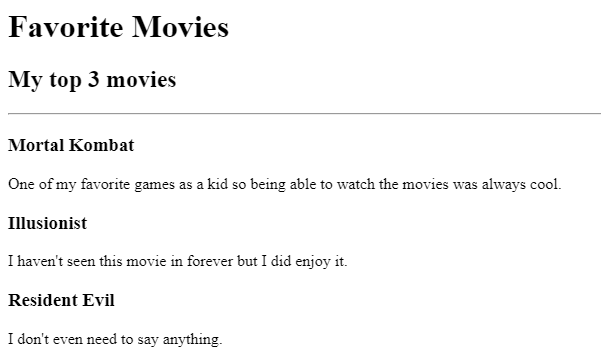 Favorite Movies
My top 3 movies
Mortal Kombat
One of my favorite games as a kid so being able to watch the movies was always cool.
Illusionist
I haven't seen this movie in forever but I did enjoy it.
Resident Evil
I don't even need to say anything.